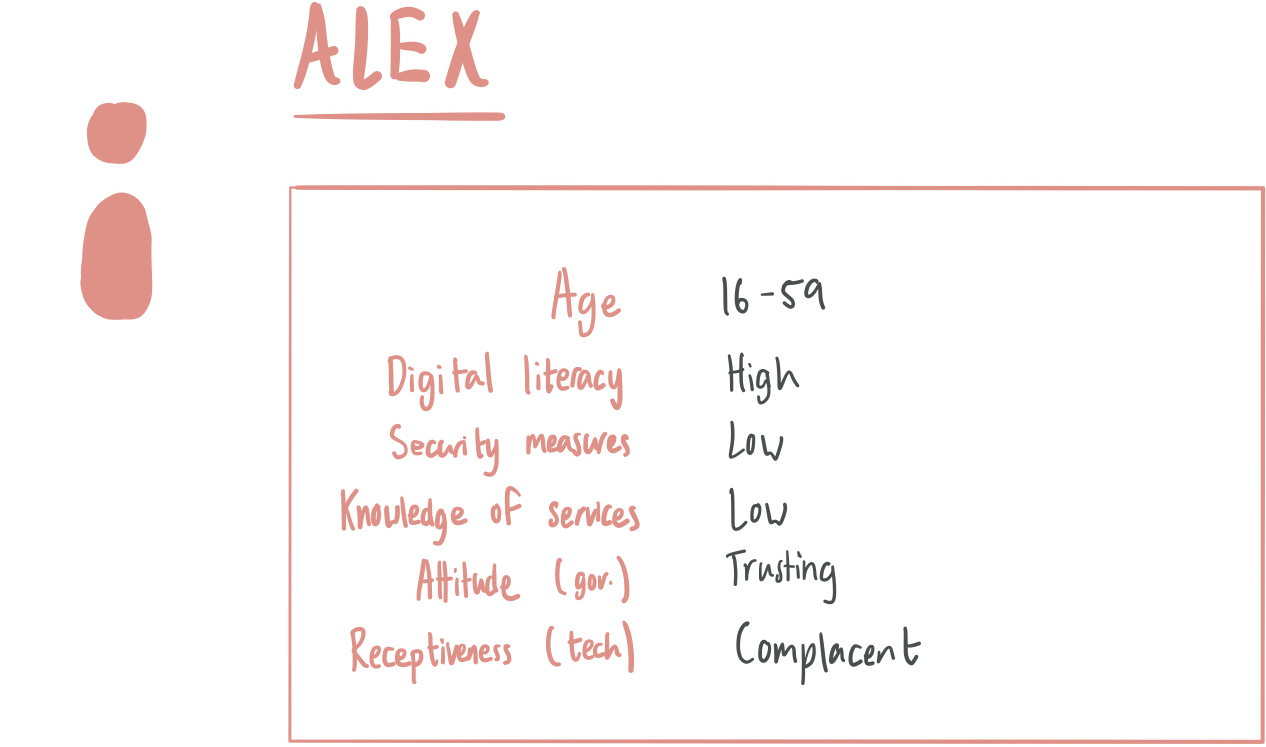 ALEX
Age 16-59
Digital literacy High
Security measures Low
Knowledge of services Low
Attitude (gov.) Trusting
Receptiveness (tech) Complacent